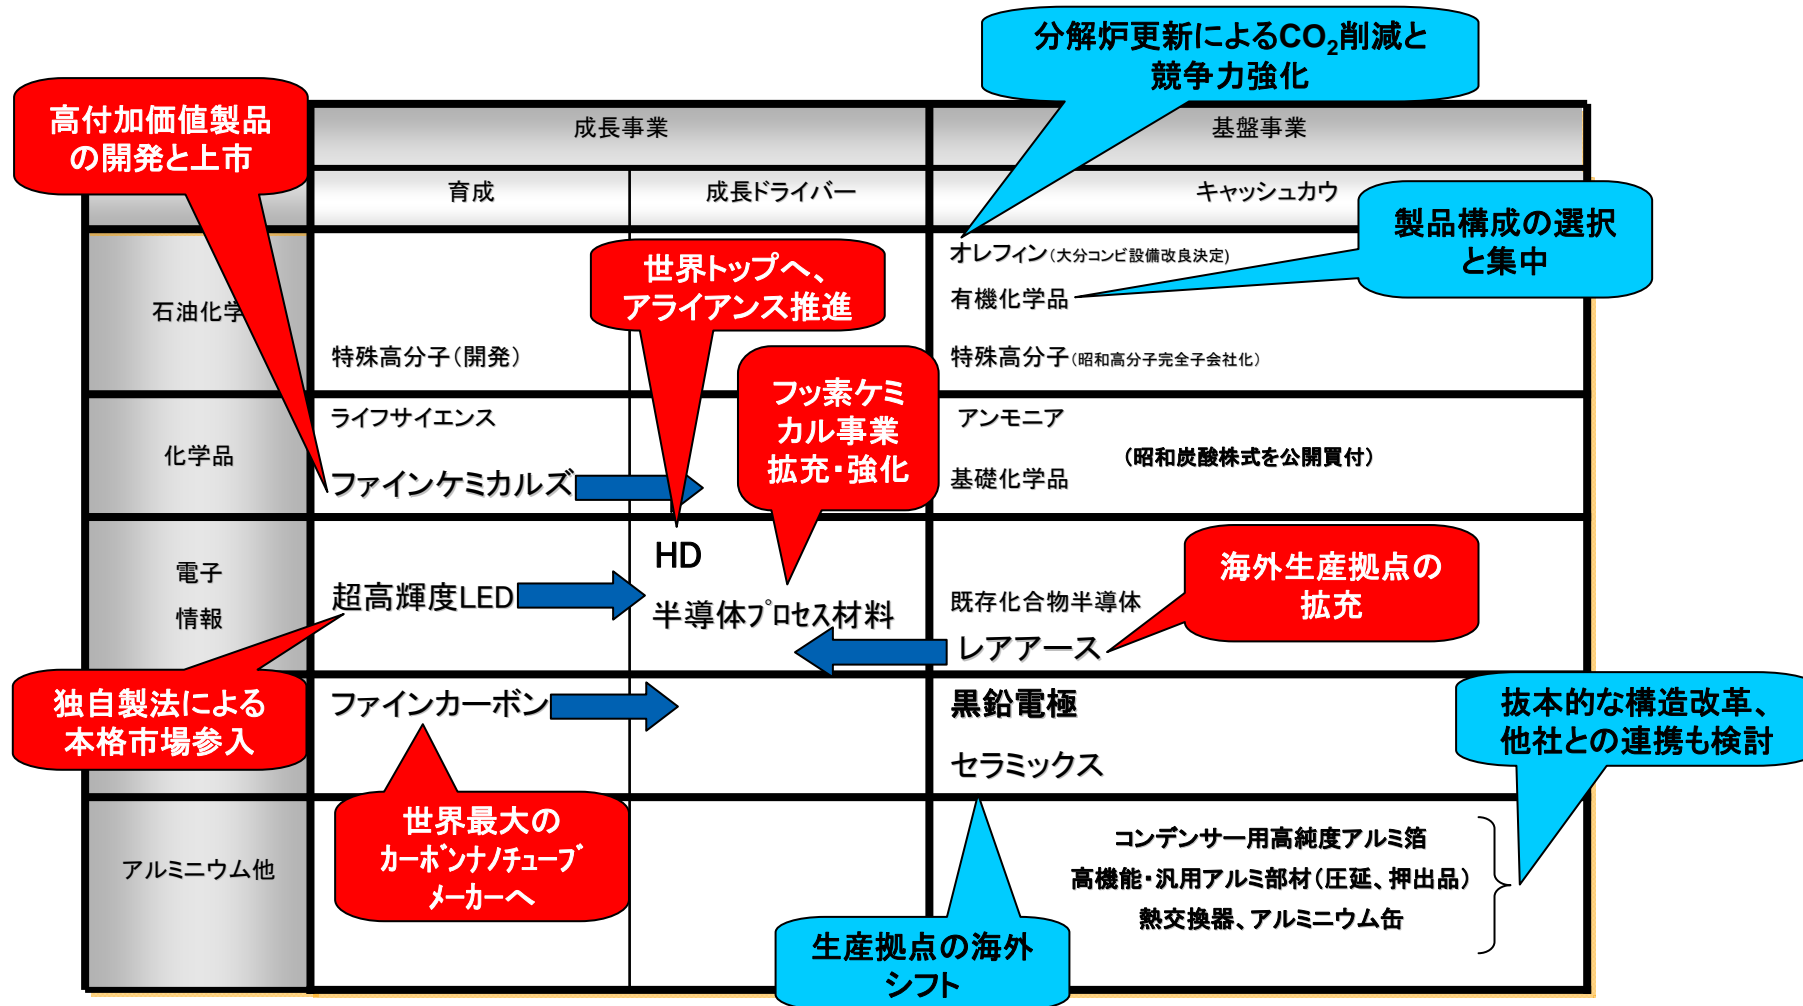 分解炉更新によるCO₂削減と
競争力強化
高付加価値製品
の開発と上市
成長事業
基盤事業
育成
成長ドライバー
キャッシュカウ
製品構成の選択
と集中
石油化学
世界トップへ、
アライアンス推進
オレフィン(大分コンビ設備改良決定)
有機化学品
特殊高分子(開発)
特殊高分子(昭和高分子完全子会社化)
フッ素ケミ
カル事業
拡充・強化
化学品
ライフサイエンス
ファインケミカルズ
アンモニア
(昭和炭酸株式を公開買付)
基礎化学品
電子
情報
超高輝度LED
HD
半導体プロセス材料
既存化合物半導体
レアアース
海外生産拠点の
拡充
独自製法による
本格市場参入
ファインカーボン
黒鉛電極
セラミックス
抜本的な構造改革、
他社との連携も検討
アルミニウム他
世界最大の
カーボンナノチューブ
メーカーへ
コンデンサー用高純度アルミ箔
高機能・汎用アルミ部材(圧延、押出品)
熱交換器、アルミニウム缶
生産拠点の海外
シフト